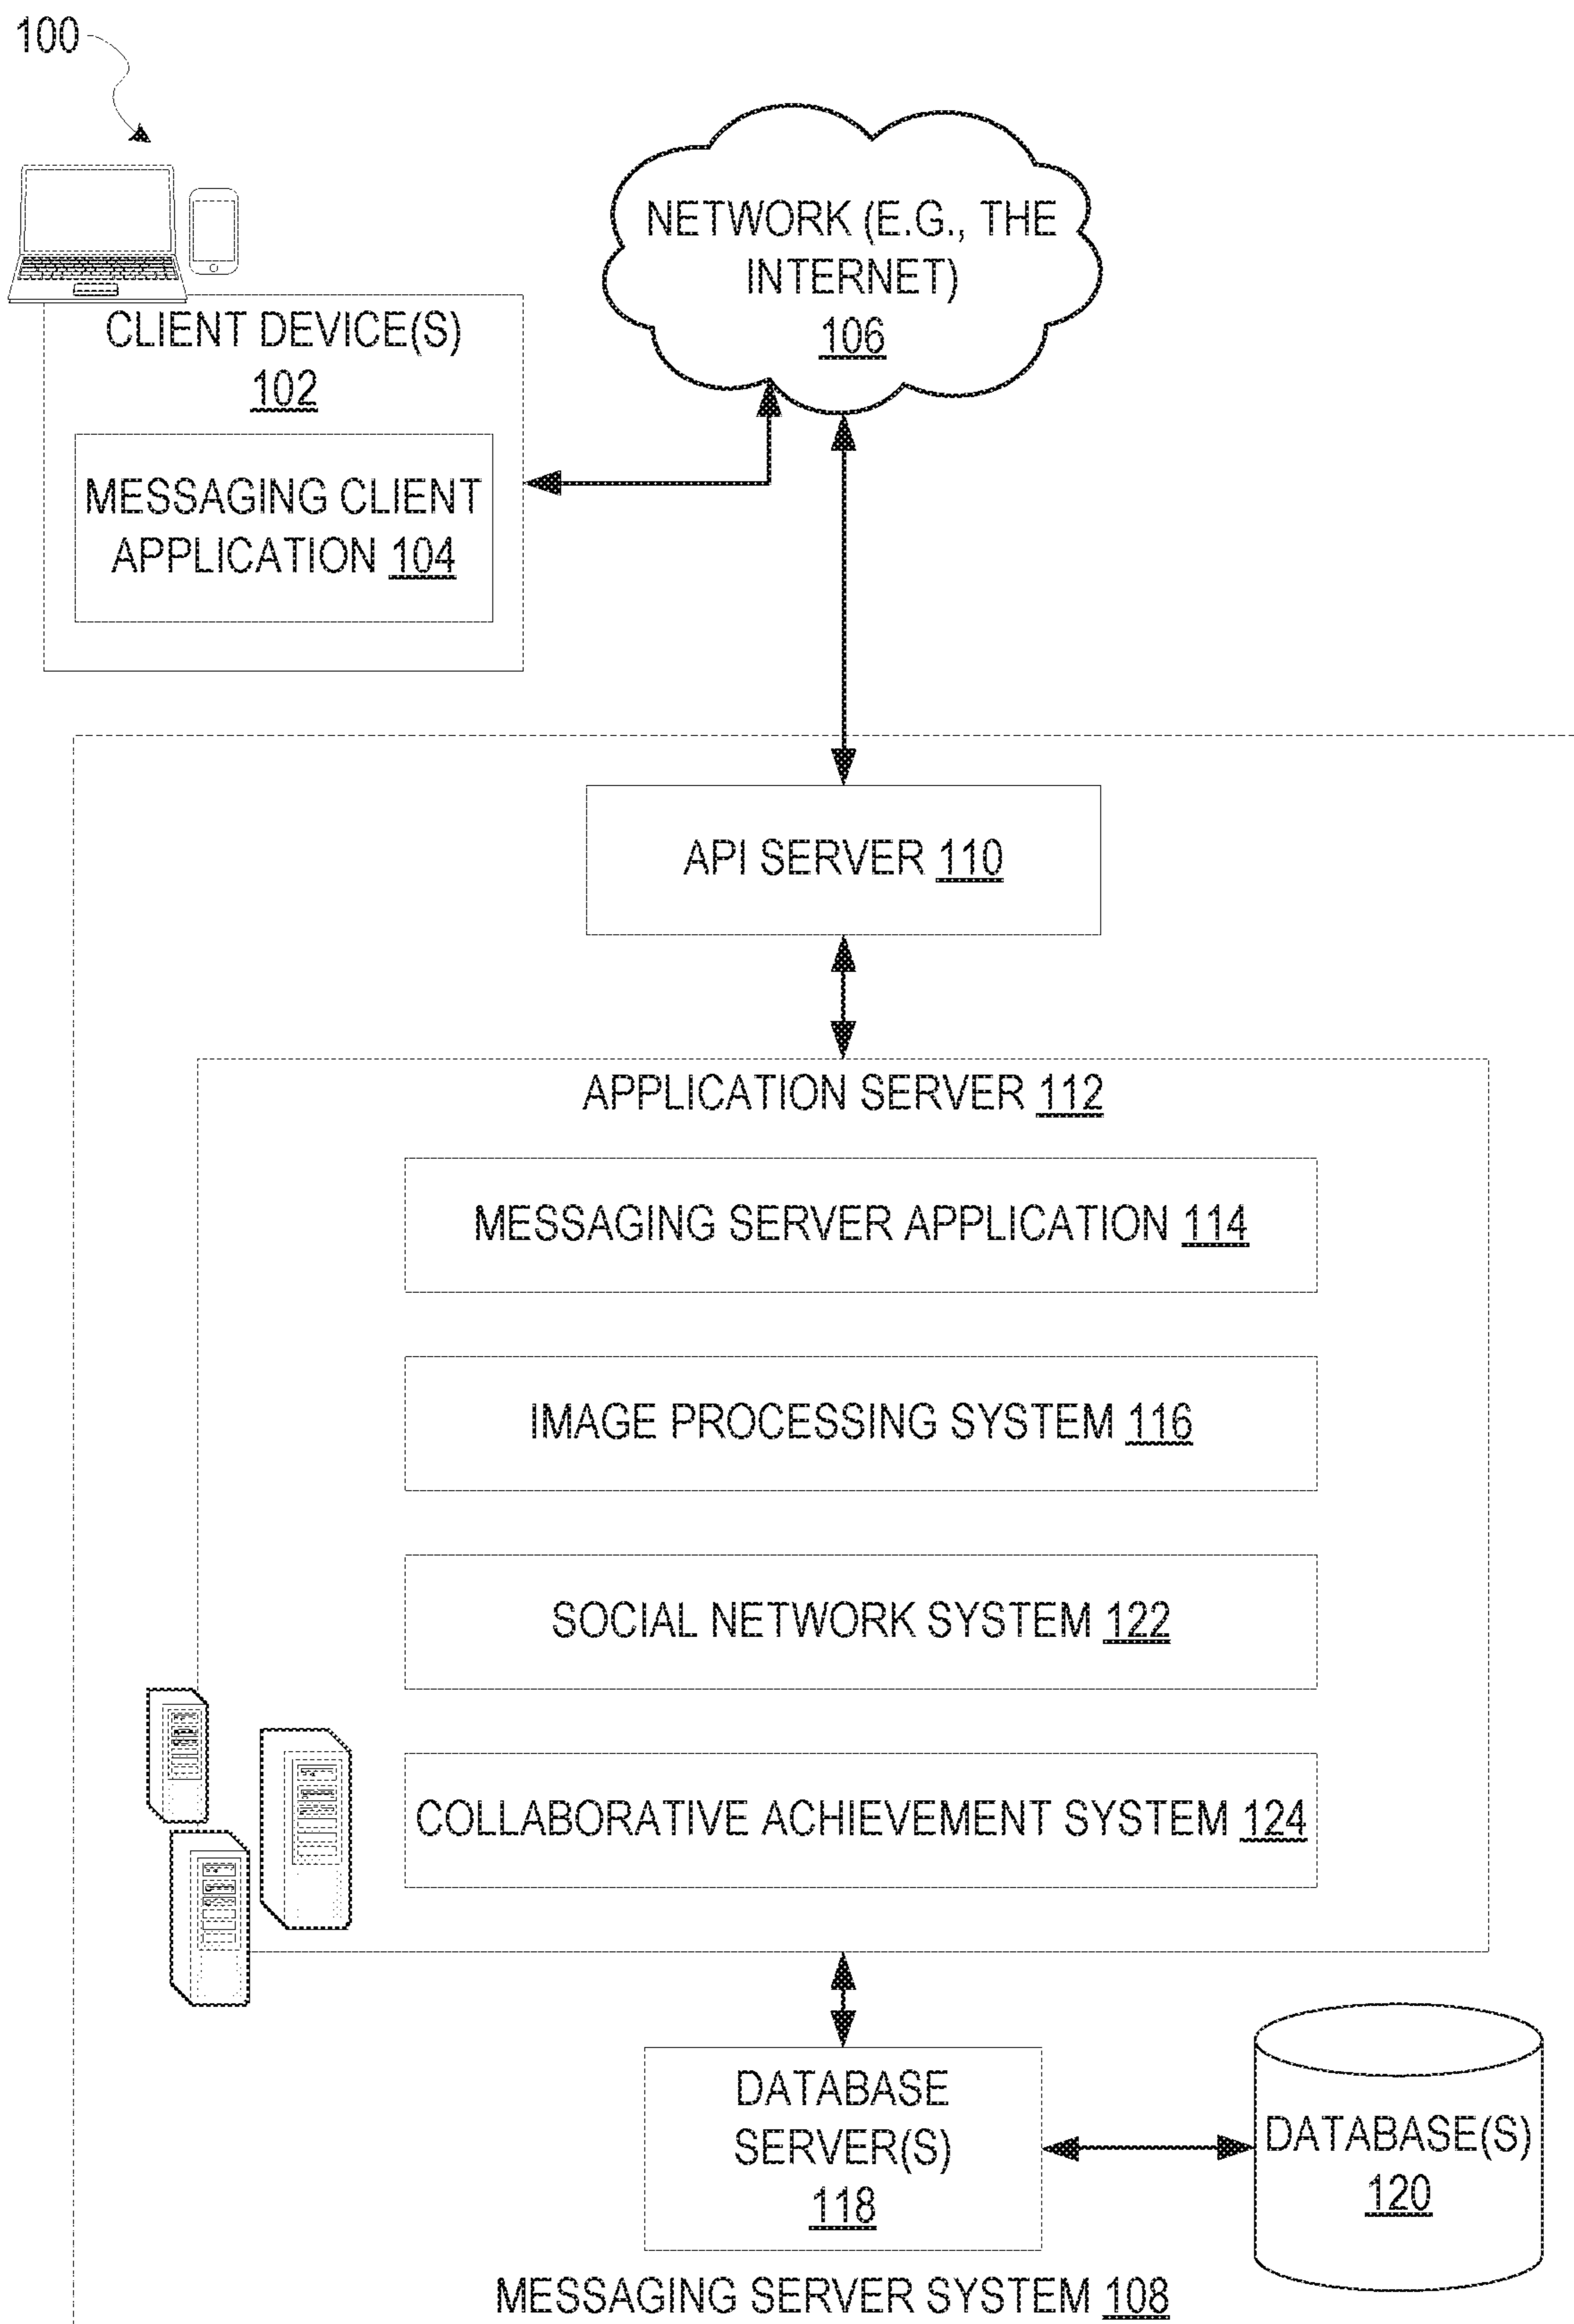 100
NETWORK (E.G., THE
INTERNET)
106
CLIENT DEVICE(S)
102
MESSAGING CLIENT
APPLICATION 104
API SERVER 110
APPLICATION SERVER 112
MESSAGING SERVER APPLICATION 114
IMAGE PROCESSING SYSTEM 116
SOCIAL NETWORK SYSTEM 122
COLLABORATIVE ACHIEVEMENT SYSTEM 124
DATABASE
SERVER(S)
118
DATABASE(S)
120
MESSAGING SERVER SYSTEM 108